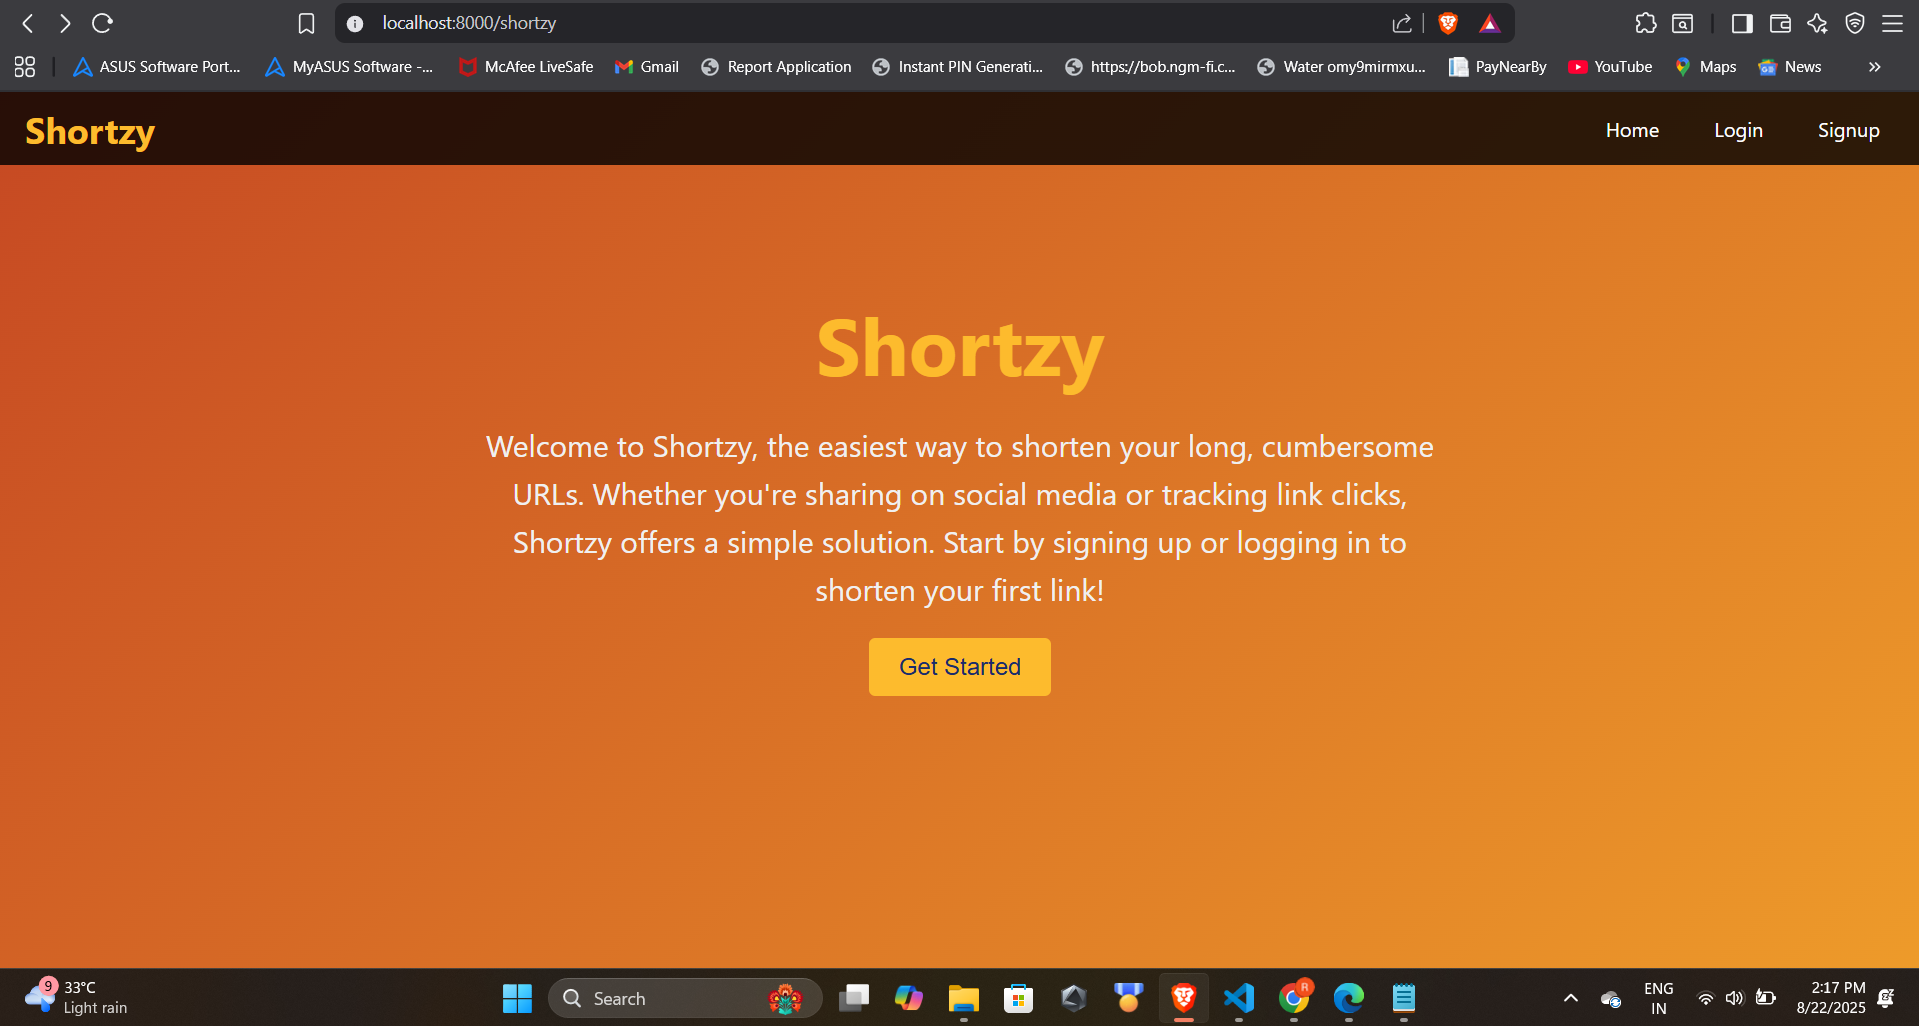 localhost:8000/shortzy
ASUS Software Port...
MyASUS Software -...
McAfee LiveSafe
Gmail
Report Application
Instant PIN Generati...
https://bob.ngm-fi.c...
Water omy9mirmxu...
PayNearBy
YouTube
Maps
News
Shortzy
Home
Login
Signup
Shortzy
Welcome to Shortzy, the easiest way to shorten your long, cumbersome
URLs. Whether you're sharing on social media or tracking link clicks,
Shortzy offers a simple solution. Start by signing up or logging in to
shorten your first link!
Get Started
9
33°C
Light rain
Search
R
ENG
IN
2:17 PM
8/22/2025